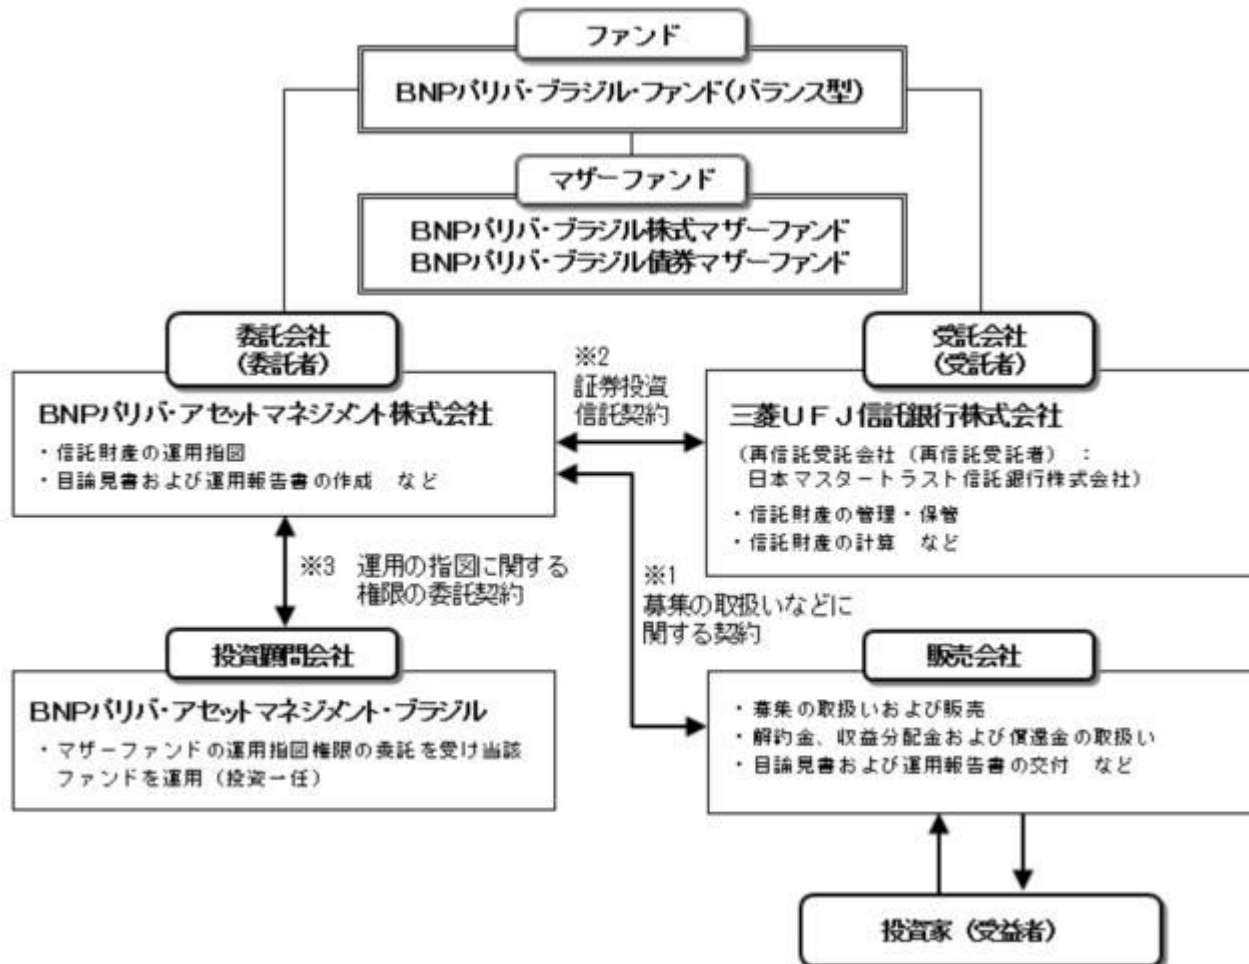 ファンド
BNPパリバ・ブラジル・ファンド(バランス型)
マザーファンド
BNPパリバ・ブラジル株式マザーファンド
BNPパリバ・ブラジル債券マザーファンド
委託会社
(委託者)
BNPパリバ・アセットマネジメント株式会社
・信託財産の運用指図
・目論見書および運用報告書の作成 など
※2
証券投資
信託契約
受託会社
(受託者)
三菱UFJ信託銀行株式会社
(再信託受託会社(再信託受託者) :
日本マスタートラスト信託銀行株式会社)
・信託財産の管理・保管
・信託財産の計算 など
※3 運用の指図に関する
権限の委託契約
※1
募集の取扱いなどに
関する契約
投資顧問会社
BNPパリバ・アセットマネジメント・ブラジル
・マザーファンドの運用指図権限の委託を受け当該
ファンドを運用(投資一任)
販売会社
・募集の取扱いおよび販売
・解約金、収益分配金および償還金の取扱い
・目論見書および運用報告書の交付 など
投資家(受益者)